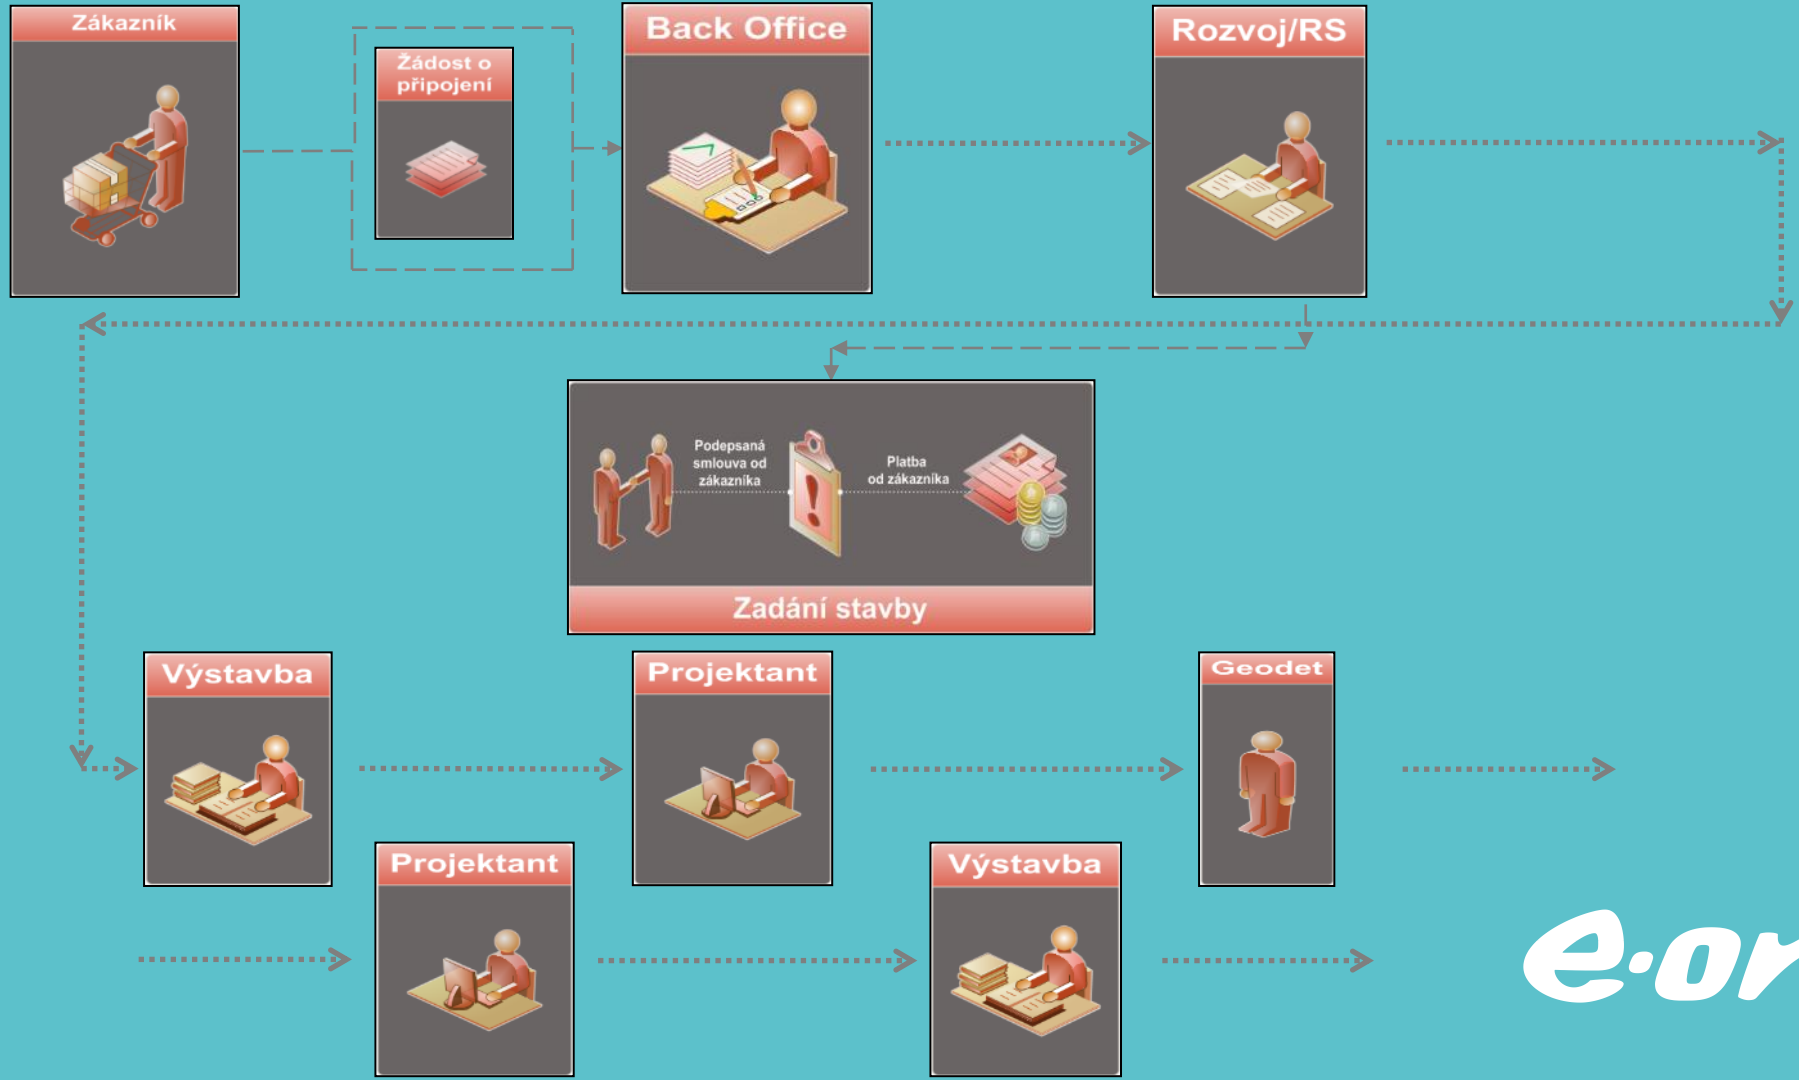 Zákazník
Žádost o
připojení
Back Office
Rozvoj/RS
Podepsaná
smlouva od
zákazníka
Platba
od zákazníka
Zadání stavby
Výstavba
Projektant
Geodet
Projektant
Výstavba
e·on